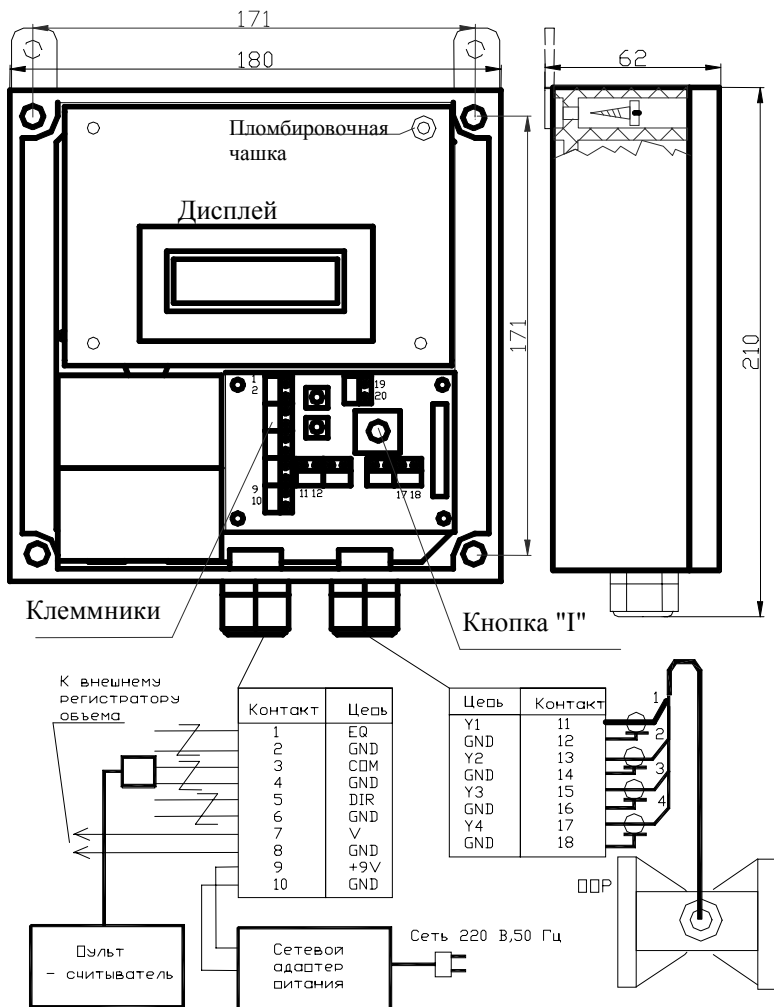 171
180
62
Пломбировочная
чашка
Дисплей
171
210
1
2
19
20
9
10
11 12
17 18
Клеммники
Кнопка "I"
К внешнему
регистратору
объема
Контакт Цепь
1 EQ
2 GND
3 COM
4 GND
5 DIR
6 GND
7 V
8 GND
9 +9V
10 GND
Цепь Контакт
Y1 11
GND 12
Y2 13
GND 14
Y3 15
GND 16
Y4 17
GND 18
1
2
3
4
ППР
Пульт
- считыватель
Сетевой
адаптер
питания
Сеть 220 В,50 Гц